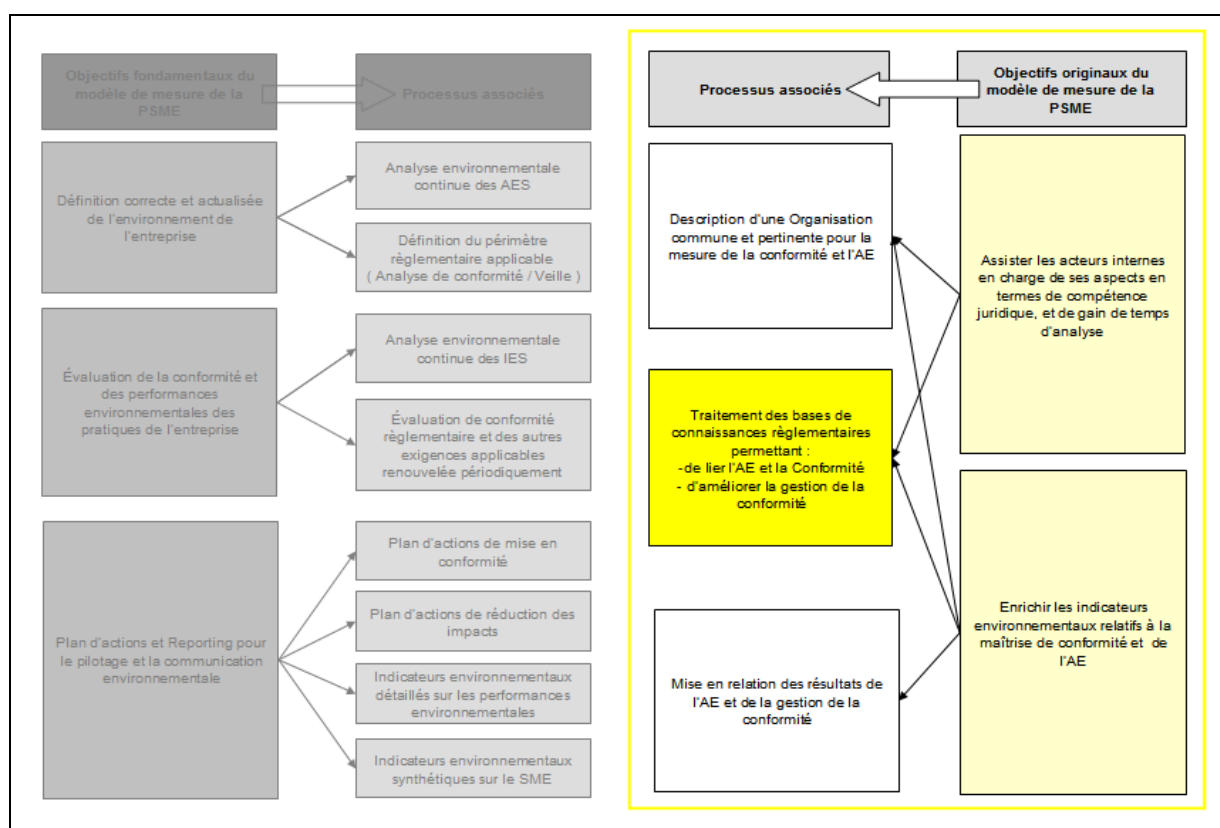 Objectifs fondamentaux du
modèle de mesure de la
PSME
Processus associés
Définition correcte et actualisée
de l'environnement de
l'entreprise
Analyse environnementale
continue des AES
Définition du périmètre
règlementaire applicable
( Analyse de conformité / Veille )
Évaluation de la conformité et
des performances
environnementales des
pratiques de l'entreprise
Analyse environnementale
continue des IES
Évaluation de conformité
règlementaire et des autres
exigences applicables
renouvelée périodiquement
Plan d'actions et Reporting pour
le pilotage et la communication
environnementale
Plan d'actions de mise en
conformité
Plan d'actions de réduction des
impacts
Indicateurs environnementaux
détaillés sur les performances
environnementales
Indicateurs environnementaux
synthétiques sur le SME
Processus associés
Objectifs originaux du
modèle de mesure de la
PSME
Description d'une Organisation
commune et pertinente pour la
mesure de la conformité et l'AE
Assister les acteurs internes
en charge de ses aspects en
termes de compétence
juridique, et de gain de temps
d'analyse
Traitement des bases de
connaissances règlementaires
permettant :
-de lier l'AE et la Conformité
- d'améliorer la gestion de la
conformité
Enrichir les indicateurs
environnementaux relatifs à la
maîtrise de conformité et de
l'AE
Mise en relation des résultats de
l'AE et de la gestion de la
conformité